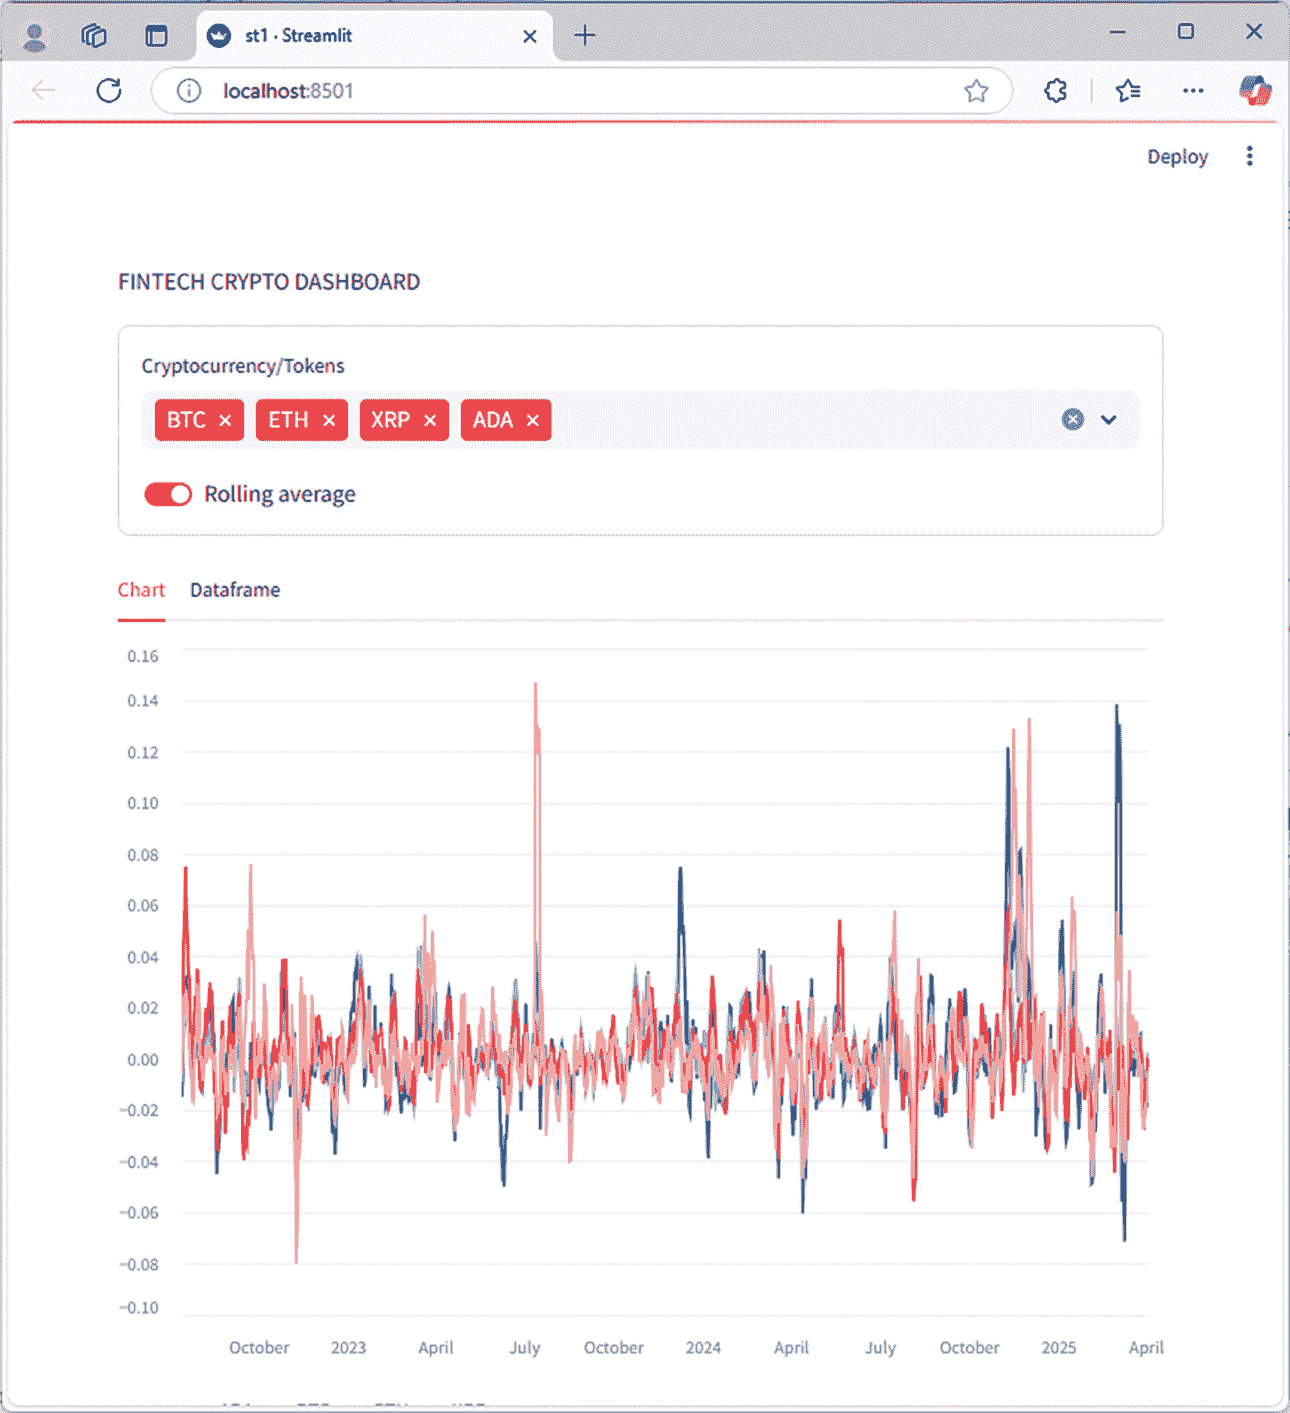 st1 · Streamlit
localhost:8501
Deploy
FINTECH CRYPTO DASHBOARD
Cryptocurrency/Tokens
BTC × ETH × XRP × ADA ×
Rolling average
Chart Dataframe
0.16
0.14
0.12
0.10
0.08
0.06
0.04
0.02
0.00
−0.02
−0.04
−0.06
−0.08
−0.10
October 2023 April July October 2024 April July October 2025 April